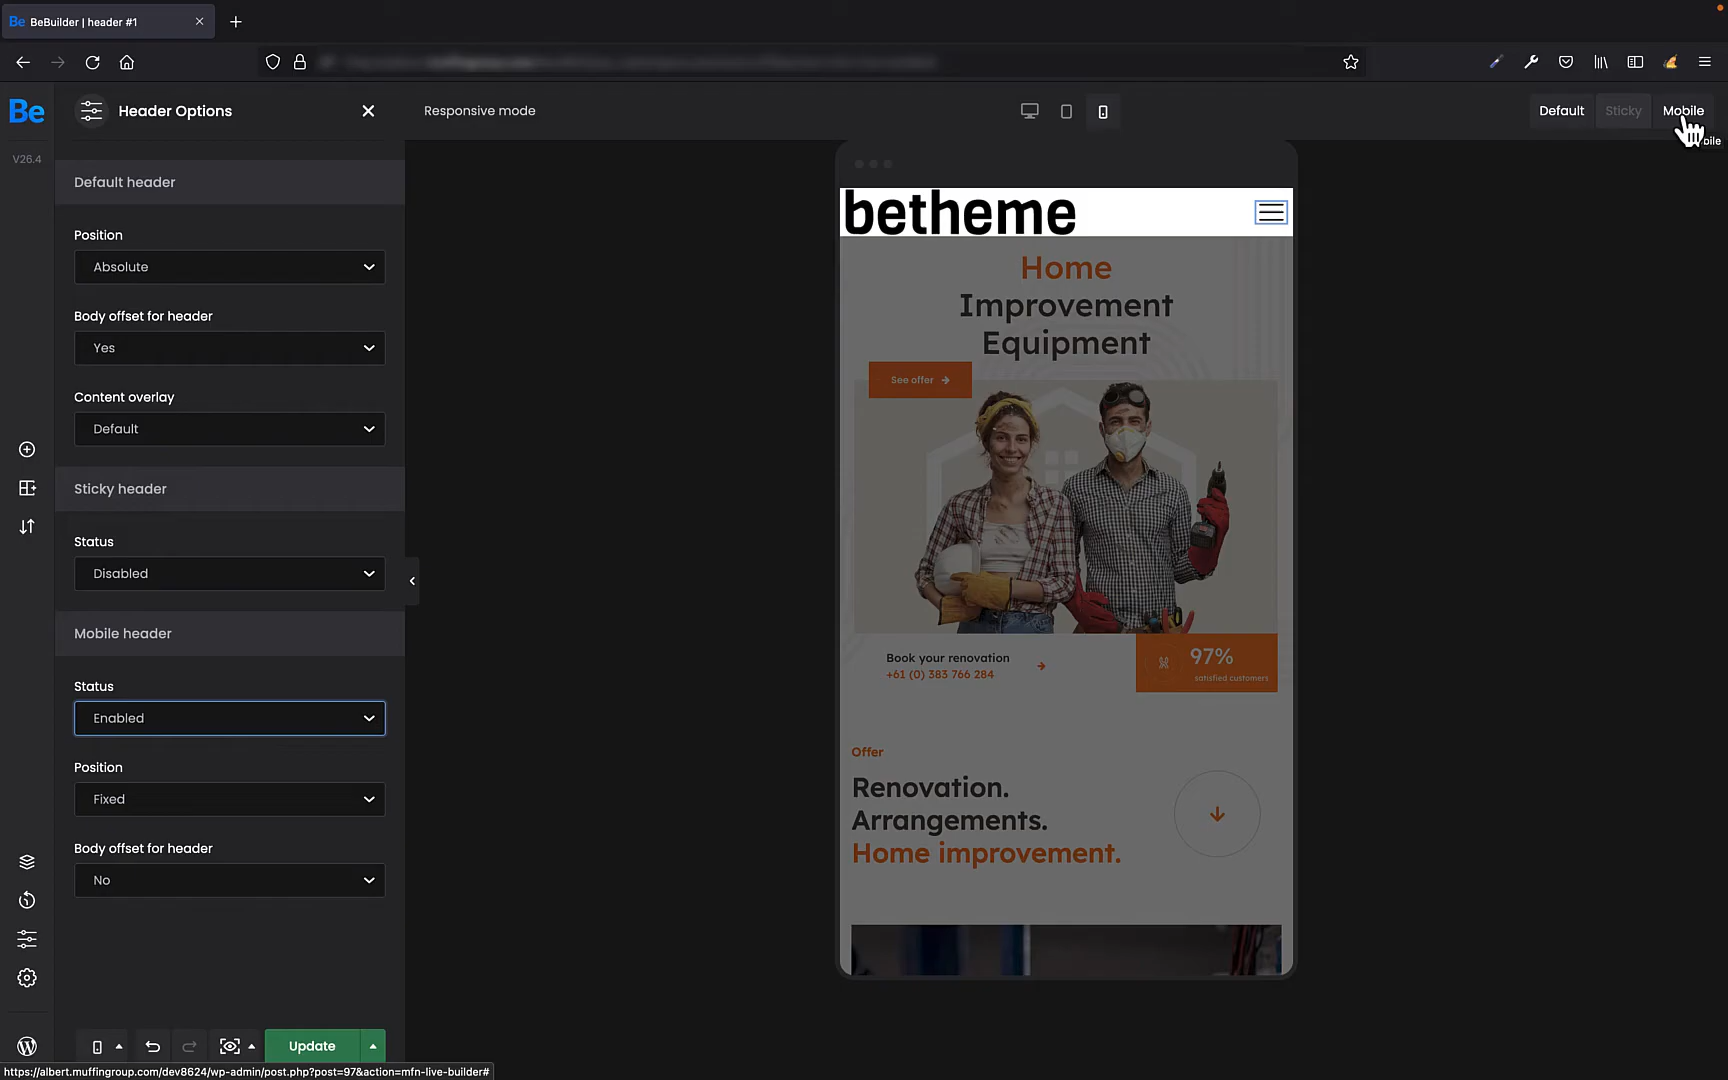 Be BeBuilder | header #1
Be
Header Options
Responsive mode
Default
Sticky
Mobile
V26.4
Default header
Position
Absolute
Body offset for header
Yes
Content overlay
Default
Sticky header
Status
Disabled
Mobile header
Status
Enabled
Position
Fixed
Body offset for header
No
Update
betheme
Home
Improvement
Equipment
See offer
Book your renovation
+61 (0) 383 766 284
97%
satisfied customers
Offer
Renovation.
Arrangements.
Home improvement.
https://albert.muffingroup.com/dev8624/wp-admin/post.php?post=97&action=mfn-live-builder#